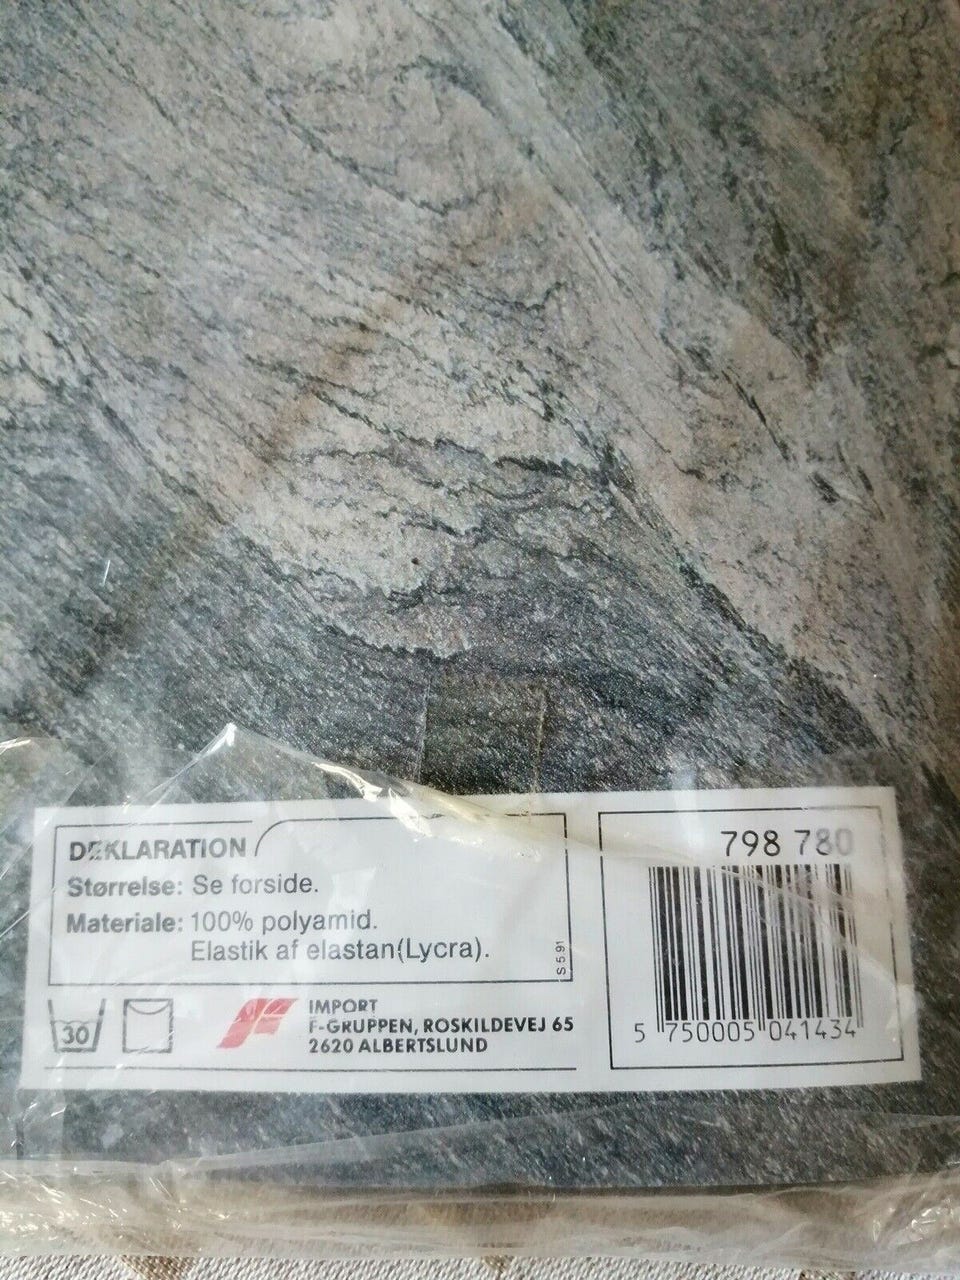 DEKLARATION
Størrelse: Se forside.
Materiale: 100% polyamid.
Elastik af elastan(Lycra).
S 5.91
30
F
IMPORT
F-GRUPPEN, ROSKILDEVEJ 65
2620 ALBERTSLUND
798 780
5 750005 041434